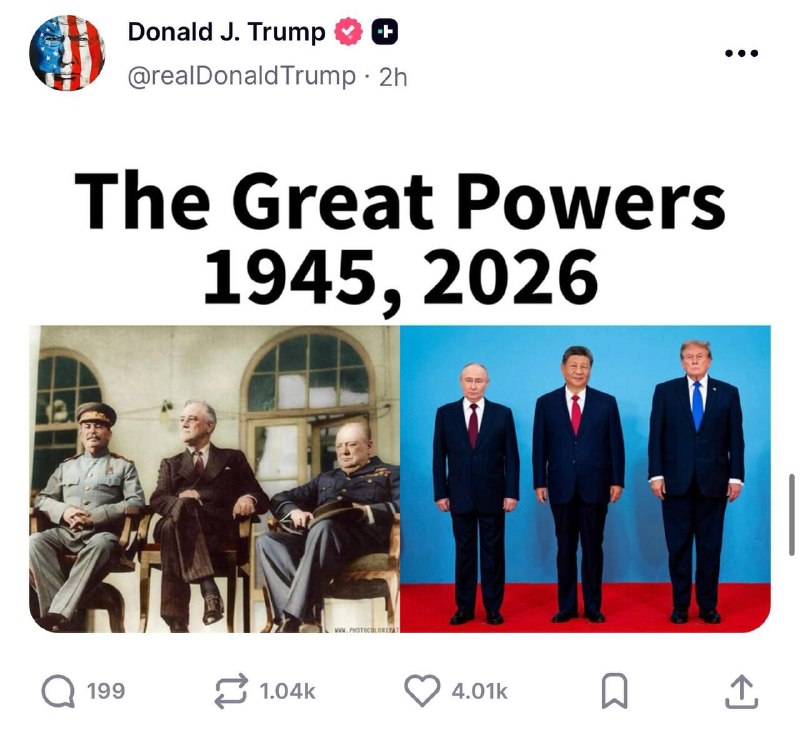 Donald J. Trump
@realDonaldTrump · 2h
The Great Powers
1945, 2026
199 1.04k 4.01k